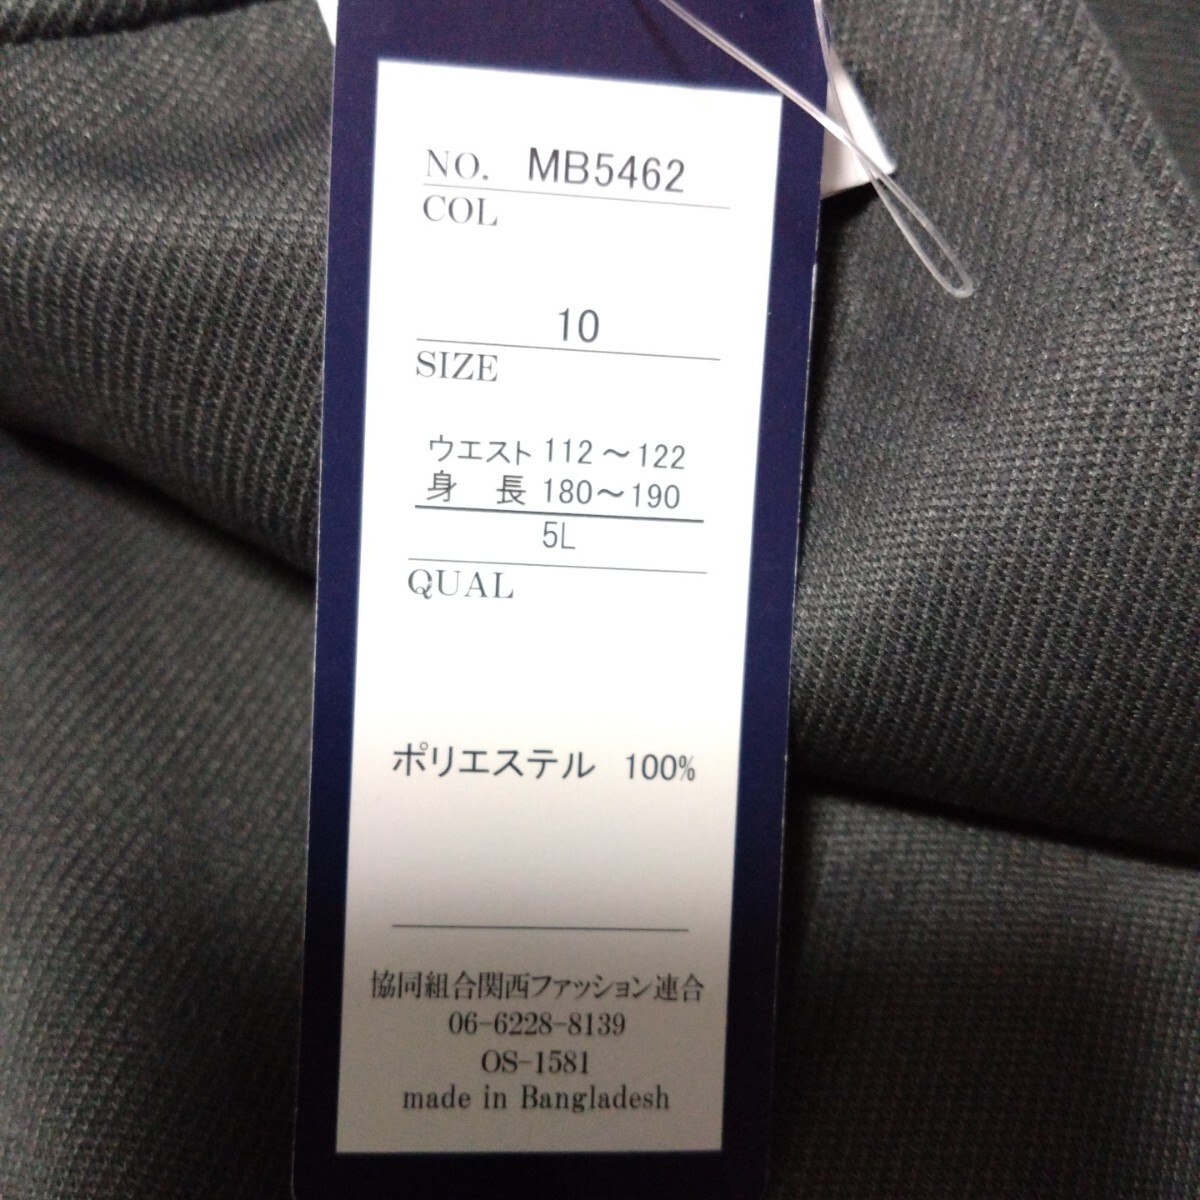 NO. MB5462
COL
10
SIZE
ウエスト 112～122
身 長 180～190
5L
QUAL
ポリエステル 100%
協同組合関西ファッション連合
06-6228-8139
OS-1581
made in Bangladesh